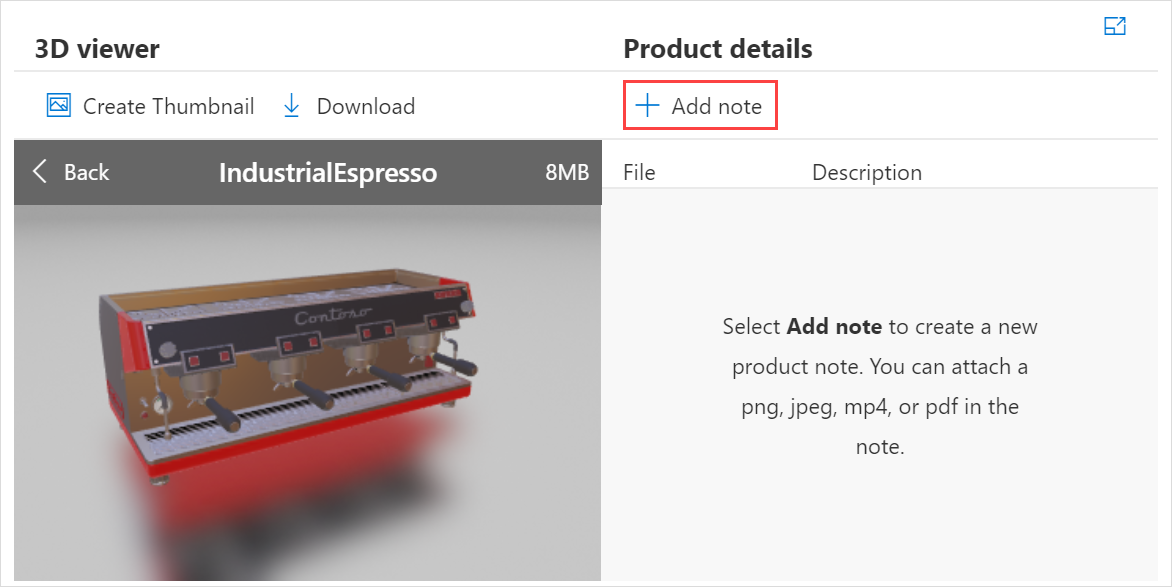 3D viewer
Product details
Create Thumbnail
Download
Add note
Back
IndustrialEspresso
8MB
File
Description
Contoso
Select Add note to create a new
product note. You can attach a
png, jpeg, mp4, or pdf in the
note.